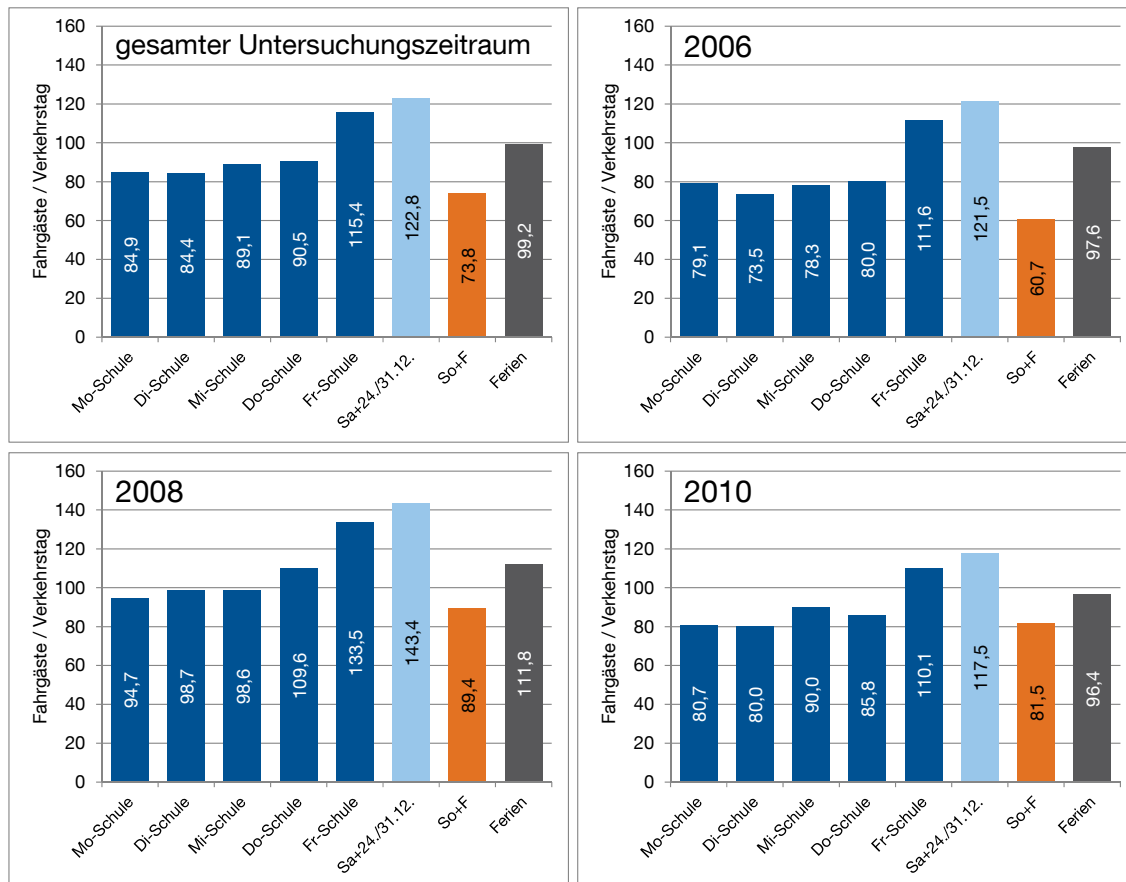 gesamter Untersuchungszeitraum
Fahrgäste / Verkehrstag
160
140
120
100
80
60
40
20
0
84,9
84,4
89,1
90,5
115,4
122,8
73,8
99,2
Mo-Schule
Di-Schule
Mi-Schule
Do-Schule
Fr-Schule
Sa+24./31.12.
So+F
Ferien
2006
Fahrgäste / Verkehrstag
160
140
120
100
80
60
40
20
0
79,1
73,5
78,3
80,0
111,6
121,5
60,7
97,6
Mo-Schule
Di-Schule
Mi-Schule
Do-Schule
Fr-Schule
Sa+24./31.12.
So+F
Ferien
2008
Fahrgäste / Verkehrstag
160
140
120
100
80
60
40
20
0
94,7
98,7
98,6
109,6
133,5
143,4
89,4
111,8
Mo-Schule
Di-Schule
Mi-Schule
Do-Schule
Fr-Schule
Sa+24./31.12.
So+F
Ferien
2010
Fahrgäste / Verkehrstag
160
140
120
100
80
60
40
20
0
80,7
80,0
90,0
85,8
110,1
117,5
81,5
96,4
Mo-Schule
Di-Schule
Mi-Schule
Do-Schule
Fr-Schule
Sa+24./31.12.
So+F
Ferien